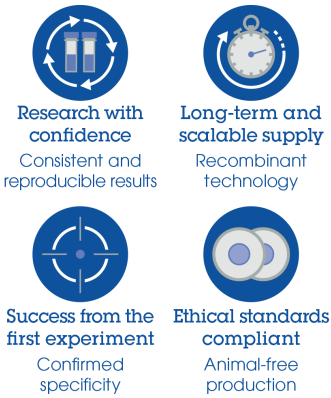 Research with
confidence
Consistent and
reproducible results
Long-term and
scalable supply
Recombinant
technology
Success from the
first experiment
Confirmed
specificity
Ethical standards
compliant
Animal-free
production